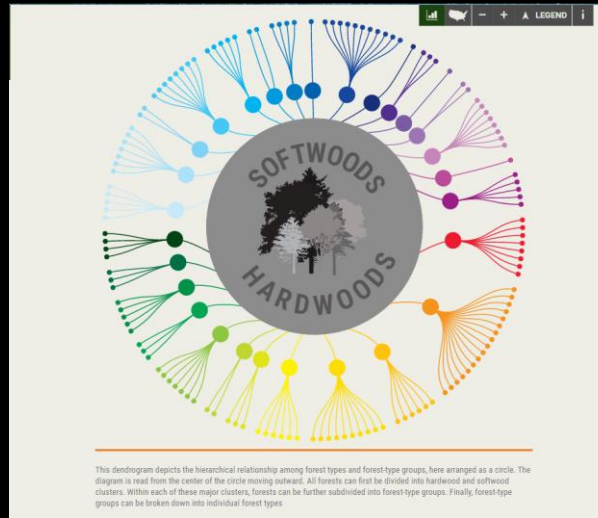 LEGEND i
SOFTWOODS
HARDWOODS
This dendrogram depicts the hierarchical relationship among forest types and forest-type groups, here arranged as a circle. The
diagram is read from the center of the circle moving outward. All forests can first be divided into hardwood and softwood
clusters. Within each of these major clusters, forests can be further subdivided into forest-type groups. Finally, forest-type
groups can be broken down into individual forest types